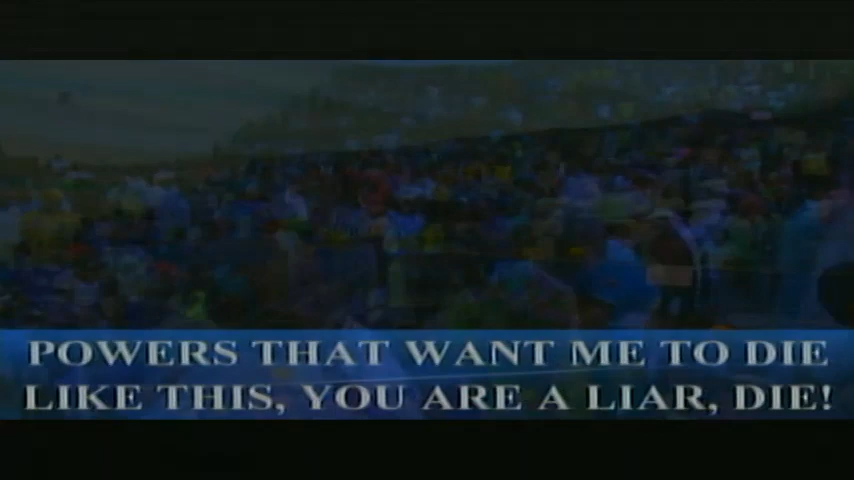 POWERS THAT WANT ME TO DIE
LIKE THIS, YOU ARE A LIAR, DIE!